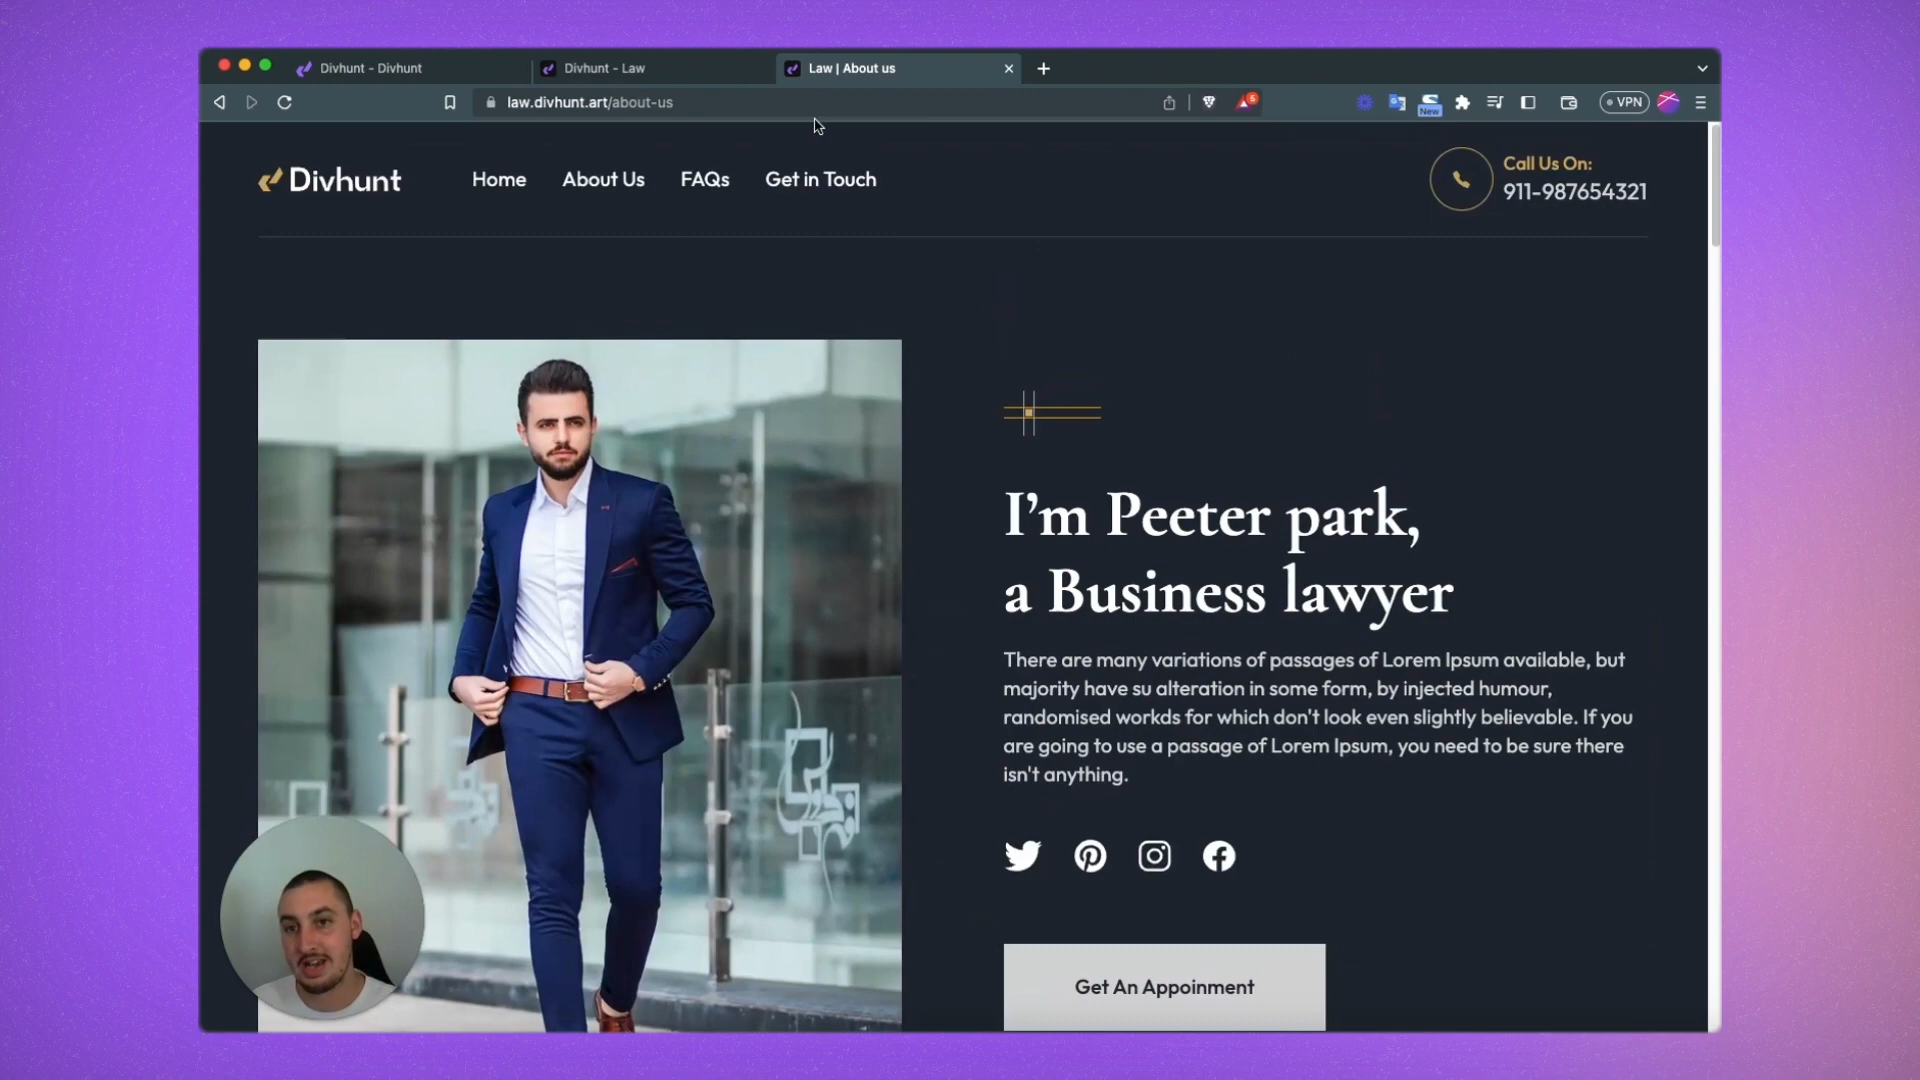 Divhunt - Divhunt
Divhunt - Law
Law | About us
law.divhunt.art/about-us
6
New
VPN
Divhunt
Home
About Us
FAQs
Get in Touch
Call Us On:
911-987654321
I'm Peeter park,
a Business lawyer
There are many variations of passages of Lorem Ipsum available, but
majority have su alteration in some form, by injected humour,
randomised workds for which don't look even slightly believable. If you
are going to use a passage of Lorem Ipsum, you need to be sure there
isn't anything.
Get An Appoinment